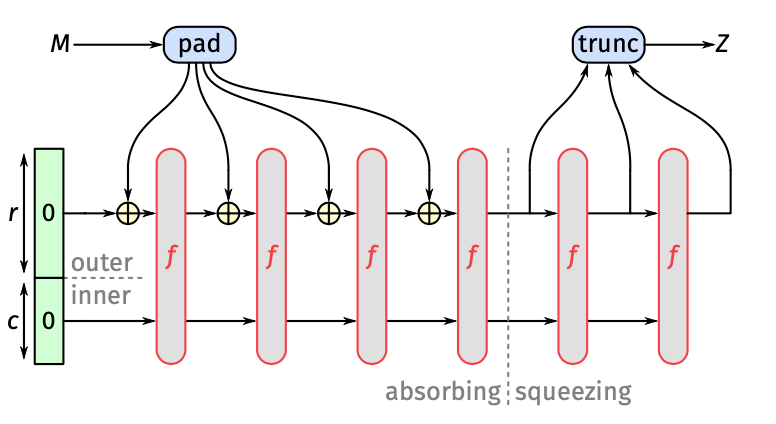 M pad trunc Z
r 0
outer
f f f f f f
inner
c 0
absorbing squeezing